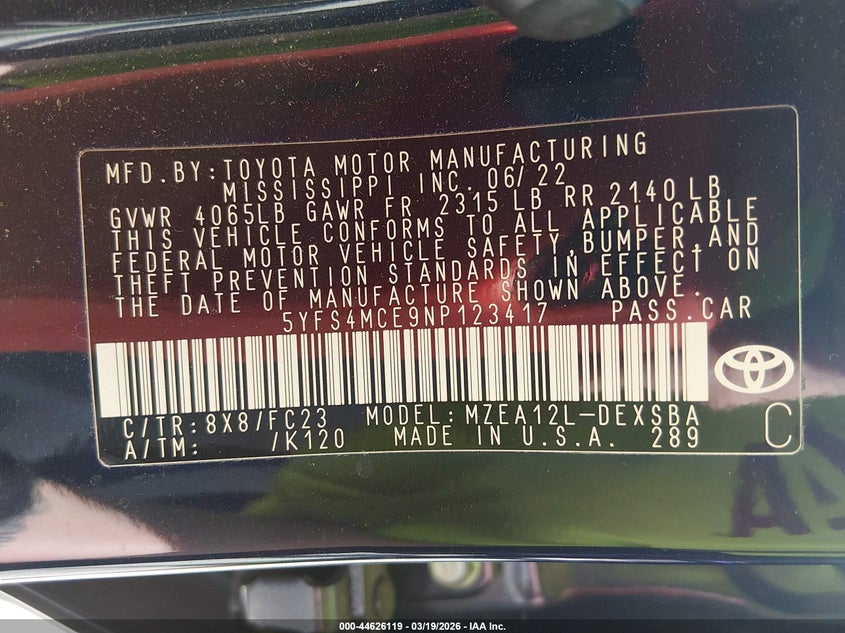 MFD.BY:TOYOTA MOTOR MANUFACTURING
MISSISSIPPI INC. 06/22
GVWR 4065LB GAWR FR 2315 LB RR 2140 LB
THIS VEHICLE CONFORMS TO ALL APPLICABLE
FEDERAL MOTOR VEHICLE SAFETY,BUMPER,AND
THEFT PREVENTION STANDARDS IN EFFECT ON
THE DATE OF MANUFACTURE SHOWN ABOVE.
5YFS4MCE9NP123417 PASS.CAR
C/TR:8X8/FC23 MODEL:MZEA12L-DEXSBA
A/TM: /K120 MADE IN U.S.A. 289 C
000-44626119 - 03/19/2026 - IAA Inc.